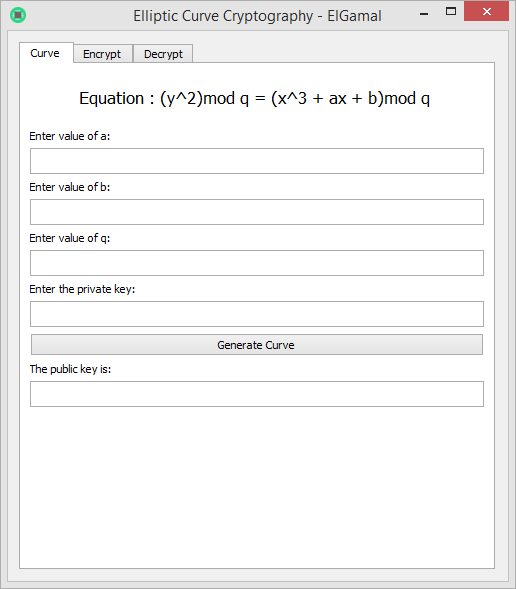 Elliptic Curve Cryptography - ElGamal
Curve Encrypt Decrypt
Equation : (y^2)mod q = (x^3 + ax + b)mod q
Enter value of a:
Enter value of b:
Enter value of q:
Enter the private key:
Generate Curve
The public key is: